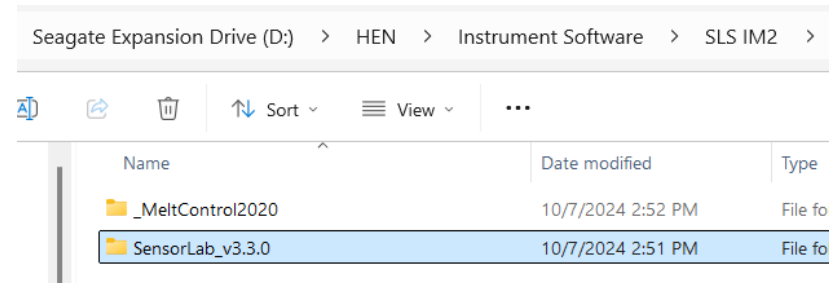 Seagate Expansion Drive (D:) > HEN > Instrument Software > SLS IM2 >
Sort View ...
Name Date modified Type
_MeltControl2020 10/7/2024 2:52 PM File fo
SensorLab_v3.3.0 10/7/2024 2:51 PM File fo